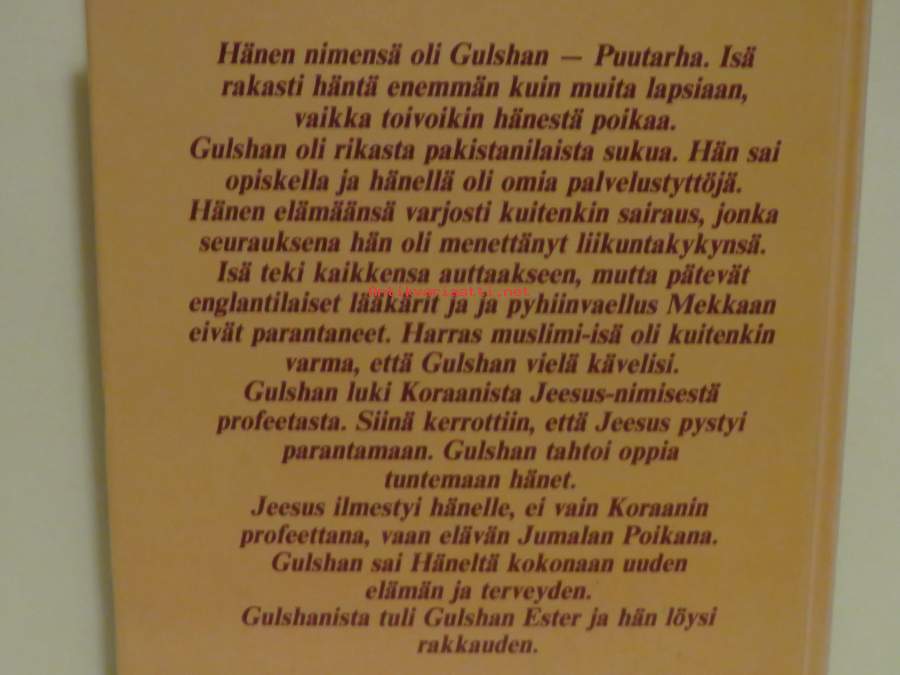 Hänen nimensä oli Gulshan — Puutarha. Isä
rakasti häntä enemmän kuin muita lapsiaan,
vaikka toivoikin hänestä poikaa.
Gulshan oli rikasta pakistanilaista sukua. Hän sai
opiskella ja hänellä oli omia palvelustyttöjä.
Hänen elämäänsä varjosti kuitenkin sairaus, jonka
seurauksena hän oli menettänyt liikuntakykynsä.
Isä teki kaikkensa auttaakseen, mutta pätevät
Antikvariaatti.net
englantilaiset lääkärit ja ja pyhiinvaellus Mekkaan
eivät parantaneet. Harras muslimi-isä oli kuitenkin
varma, että Gulshan vielä kävelisi.
Gulshan luki Koraanista Jeesus-nimisestä
profeetasta. Siinä kerrottiin, että Jeesus pystyi
parantamaan. Gulshan tahtoi oppia
tuntemaan hänet.
Jeesus ilmestyi hänelle, ei vain Koraanin
profeettana, vaan elävän Jumalan Poikana.
Gulshan sai Häneltä kokonaan uuden
elämän ja terveyden.
Gulshanista tuli Gulshan Ester ja hän löysi
rakkauden.